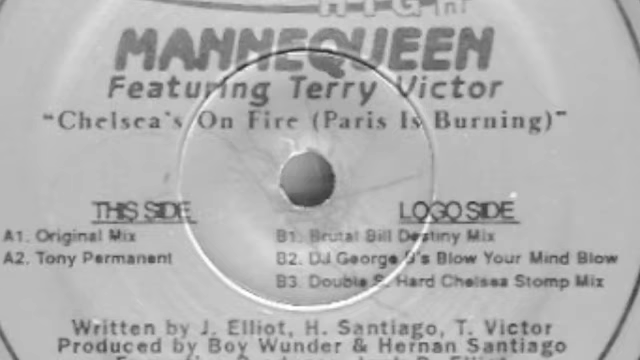 MANNEQUEEN
Featuring Terry Victor
"Chelsea's On Fire (Paris Is Burning)"
THIS SIDE
A1. Original Mix
A2. Tony Permanent
LOGO SIDE
B1. Brutal Bill Destiny Mix
B2. DJ George B's Blow Your Mind Blow
B3. Double S. Hard Chelsea Stomp Mix
Written by J. Elliot, H. Santiago, T. Victor
Produced by Boy Wunder & Hernan Santiago